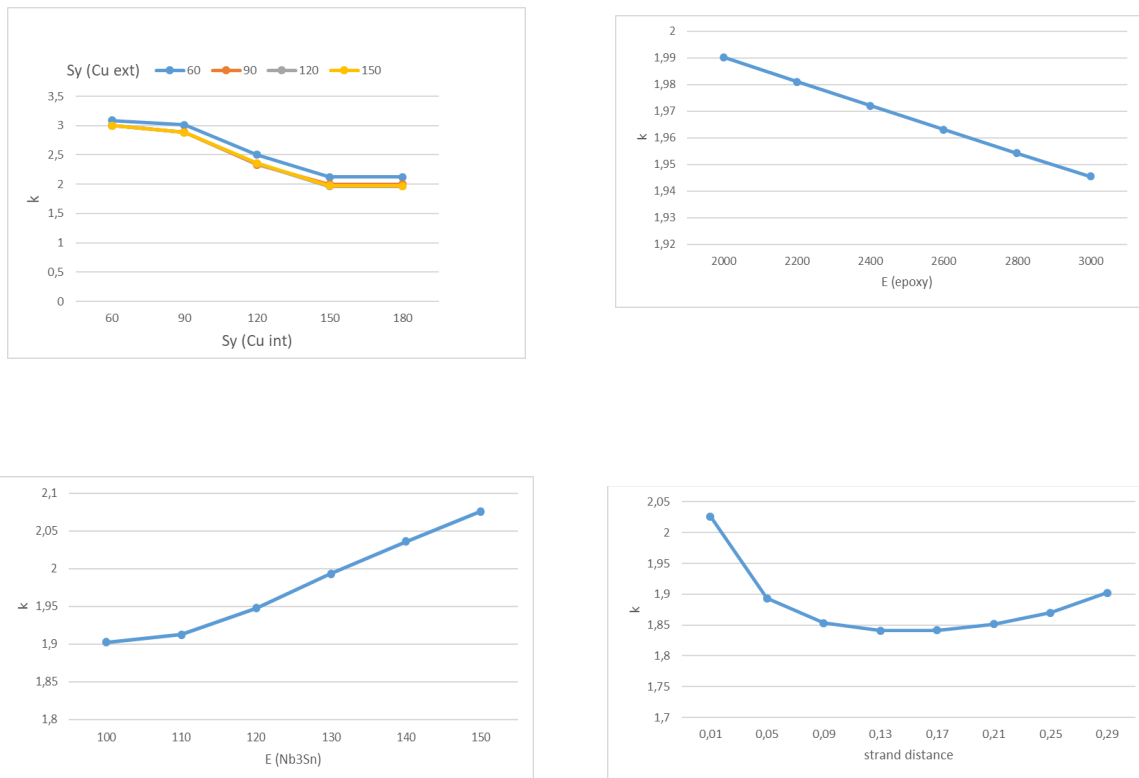 Sy (Cu ext) 60 90 120 150
3,5
3
2,5
2
1,5
1
0,5
0
k
60 90 120 150 180
Sy (Cu int)
2
1,99
1,98
1,97
1,96
1,95
1,94
1,93
1,92
k
2000 2200 2400 2600 2800 3000
E (epoxy)
2,1
2,05
2
1,95
1,9
1,85
1,8
k
100 110 120 130 140 150
E (Nb3Sn)
2,05
2
1,95
1,9
1,85
1,8
1,75
1,7
k
0,01 0,05 0,09 0,13 0,17 0,21 0,25 0,29
strand distance